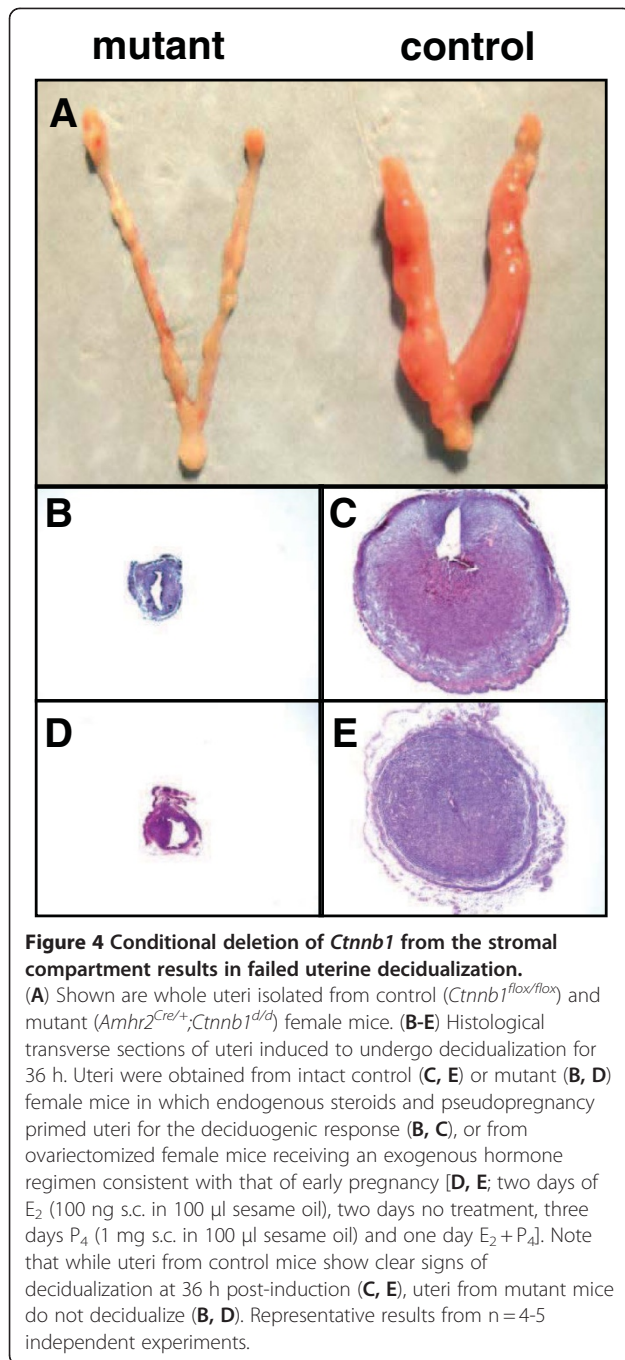 mutant control
A
B
C
D
E
Figure 4 Conditional deletion of Ctnnb1 from the stromal
compartment results in failed uterine decidualization.
(A) Shown are whole uteri isolated from control (Ctnnb1flox/flox) and
mutant (Amhr2Cre/+;Ctnnb1d/d) female mice. (B-E) Histological
transverse sections of uteri induced to undergo decidualization for
36 h. Uteri were obtained from intact control (C, E) or mutant (B, D)
female mice in which endogenous steroids and pseudopregnancy
primed uteri for the deciduogenic response (B, C), or from
ovariectomized female mice receiving an exogenous hormone
regimen consistent with that of early pregnancy [D, E; two days of
E2 (100 ng s.c. in 100 μl sesame oil), two days no treatment, three
days P4 (1 mg s.c. in 100 μl sesame oil) and one day E2 + P4]. Note
that while uteri from control mice show clear signs of
decidualization at 36 h post-induction (C, E), uteri from mutant mice
do not decidualize (B, D). Representative results from n = 4-5
independent experiments.